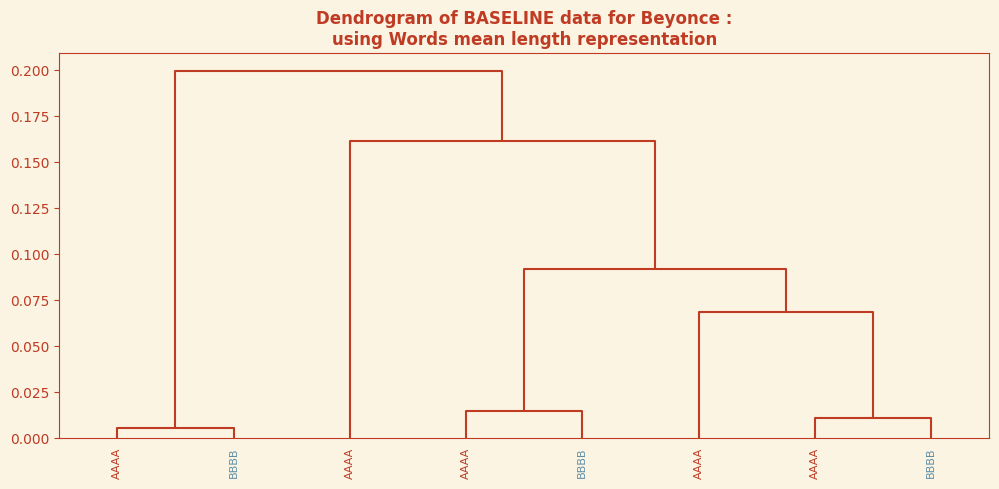 Dendrogram of BASELINE data for Beyonce :
using Words mean length representation
0.200
0.175
0.150
0.125
0.100
0.075
0.050
0.025
0.000
AAAA
BBBB
AAAA
AAAA
BBBB
AAAA
AAAA
BBBB